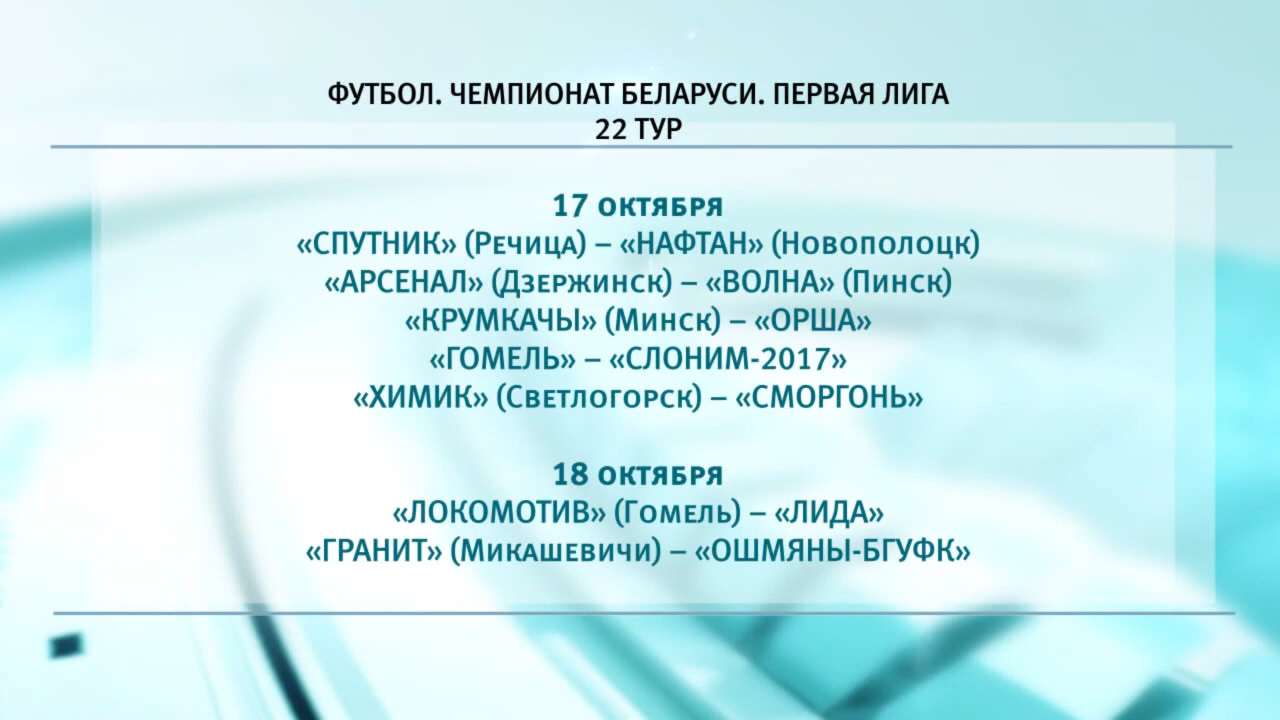 ФУТБОЛ. ЧЕМПИОНАТ БЕЛАРУСИ. ПЕРВАЯ ЛИГА
22 ТУР
17 ОКТЯБРЯ
«СПУТНИК» (Речица) – «НАФТАН» (Новополоцк)
«АРСЕНАЛ» (Дзержинск) – «ВОЛНА» (Пинск)
«КРУМКАЧЫ» (Минск) – «ОРША»
«ГОМЕЛЬ» – «СЛОНИМ-2017»
«ХИМИК» (Светлогорск) – «СМОРГОНЬ»
18 ОКТЯБРЯ
«ЛОКОМОТИВ» (Гомель) – «ЛИДА»
«ГРАНИТ» (Микашевичи) – «ОШМЯНЫ-БГУФК»